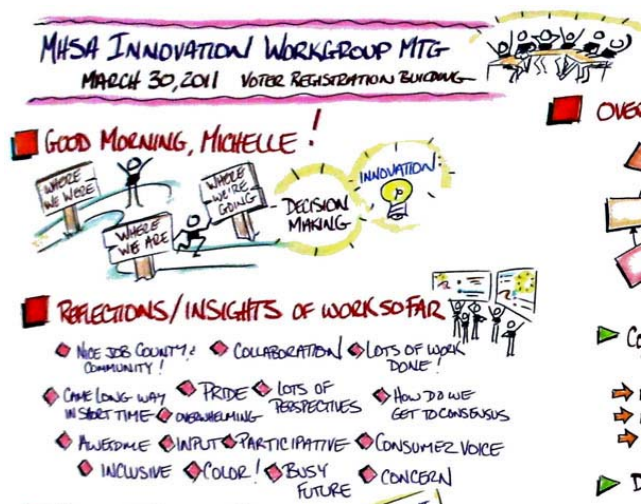 MHSA INNOVATION WORKGROUP MTG
MARCH 30, 2011 VOTER REGISTRATION BUILDING
GOOD MORNING, MICHELLE!
WHERE
WE WERE
WHERE
WE ARE
WHERE
WE'RE
GOING
DECISION
MAKING
INNOVATION
OVER
REFLECTIONS/INSIGHTS OF WORK SO FAR
NICE JOB COUNTY &
COMMUNITY!
COLLABORATION
LOTS OF WORK
DONE!
CAME LONG WAY
IN SHORT TIME
PRIDE
OVERWHELMING
LOTS OF
PERSPECTIVES
HOW DO WE
GET TO CONSENSUS
AWESOME
INPUT
PARTICIPATIVE
CONSUMER VOICE
INCLUSIVE
COLOR!
BUSY
FUTURE
CONCERN